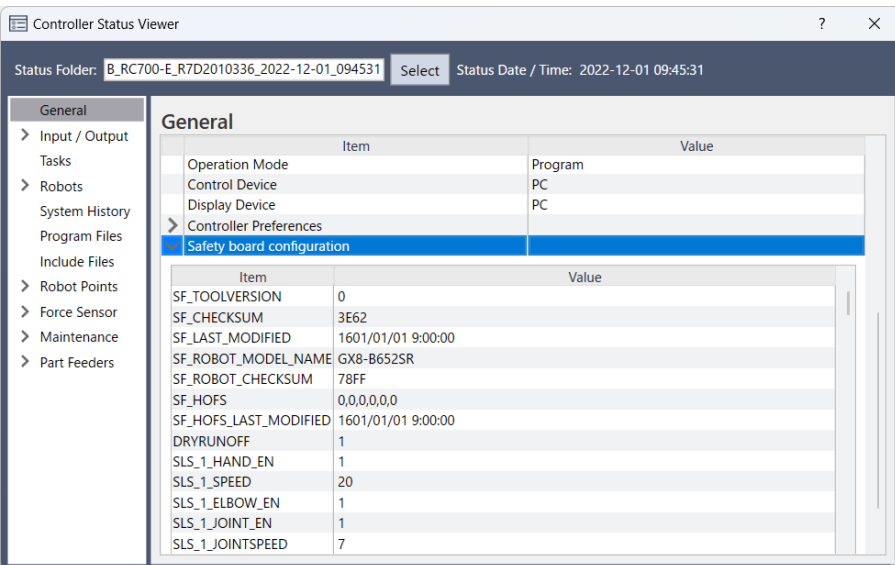 Controller Status Viewer ? ×
Status Folder: B_RC700-E_R7D2010336_2022-12-01_094531 Select Status Date / Time: 2022-12-01 09:45:31
General
Input / Output
Tasks
Robots
System History
Program Files
Include Files
Robot Points
Force Sensor
Maintenance
Part Feeders
General
Item Value
Operation Mode Program
Control Device PC
Display Device PC
Controller Preferences
Safety board configuration
Item Value
SF_TOOLVERSION 0
SF_CHECKSUM 3E62
SF_LAST_MODIFIED 1601/01/01 9:00:00
SF_ROBOT_MODEL_NAME GX8-B652SR
SF_ROBOT_CHECKSUM 78FF
SF_HOFS 0,0,0,0,0,0
SF_HOFS_LAST_MODIFIED 1601/01/01 9:00:00
DRYRUNOFF 1
SLS_1_HAND_EN 1
SLS_1_SPEED 20
SLS_1_ELBOW_EN 1
SLS_1_JOINT_EN 1
SLS_1_JOINTSPEED 7